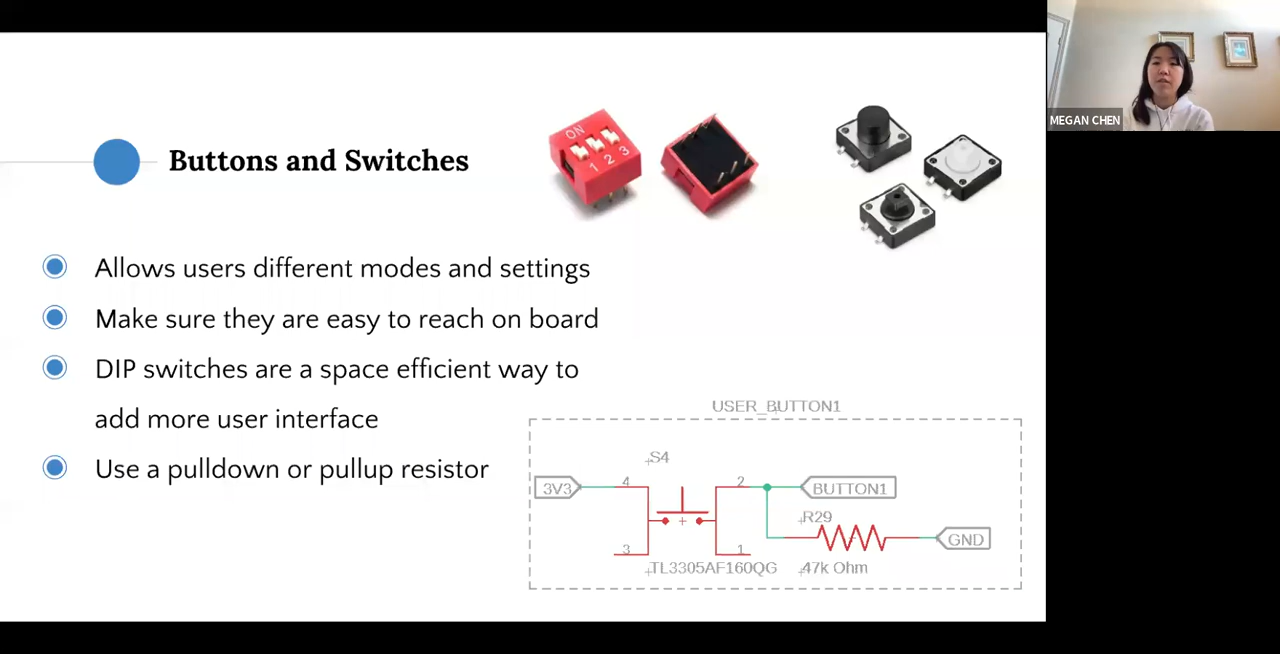 MEGAN CHEN
Buttons and Switches
ON
1 2 3
Allows users different modes and settings
Make sure they are easy to reach on board
DIP switches are a space efficient way to
add more user interface
Use a pulldown or pullup resistor
USER_BUTTON1
S4
3V3
4
2
BUTTON1
R29
GND
3
1
TL3305AF160QG
47k Ohm